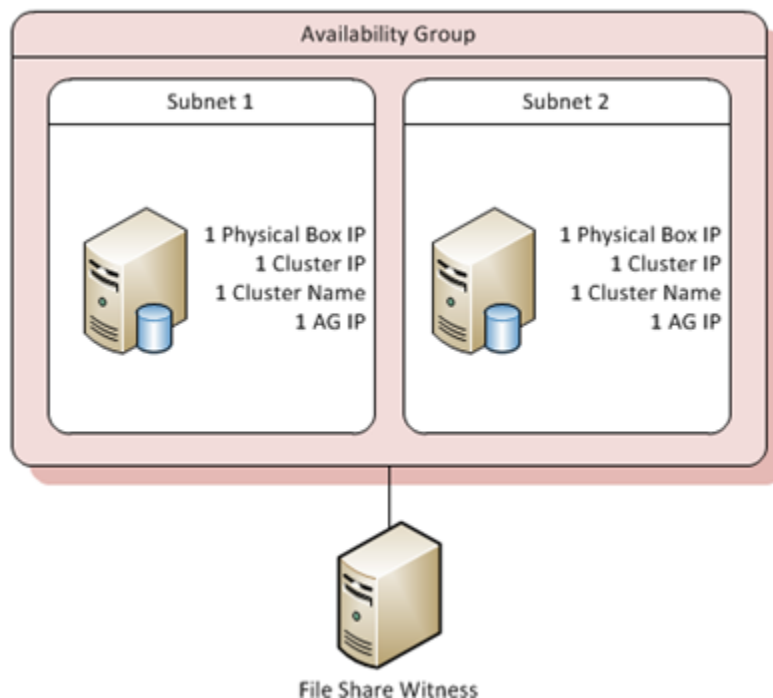 Availability Group
Subnet 1
1 Physical Box IP
1 Cluster IP
1 Cluster Name
1 AG IP
Subnet 2
1 Physical Box IP
1 Cluster IP
1 Cluster Name
1 AG IP
File Share Witness